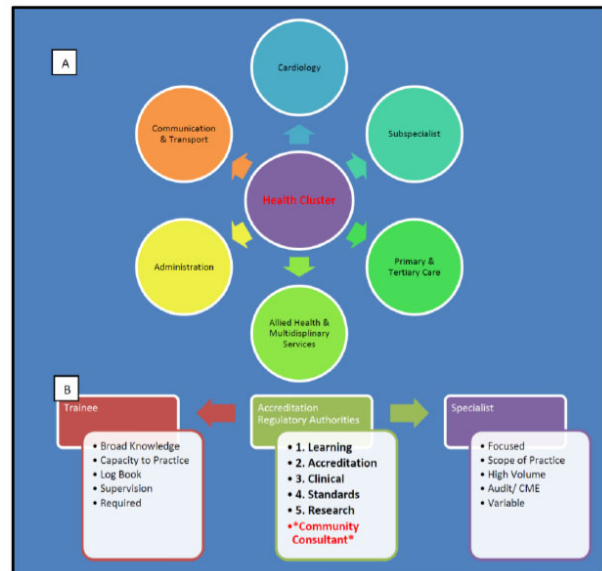 A
Cardiology
Communication
& Transport
Subspecialist
Health Cluster
Administration
Primary &
Tertiary Care
Allied Health &
Multidisplinary
Services
B
Trainee
• Broad Knowledge
• Capacity to Practice
• Log Book
• Supervision
• Required
Accreditation
Regulatory Authorities
• 1. Learning
• 2. Accreditation
• 3. Clinical
• 4. Standards
• 5. Research
•*Community
Consultant*
Specialist
• Focused
• Scope of Practice
• High Volume
• Audit/ CME
• Variable